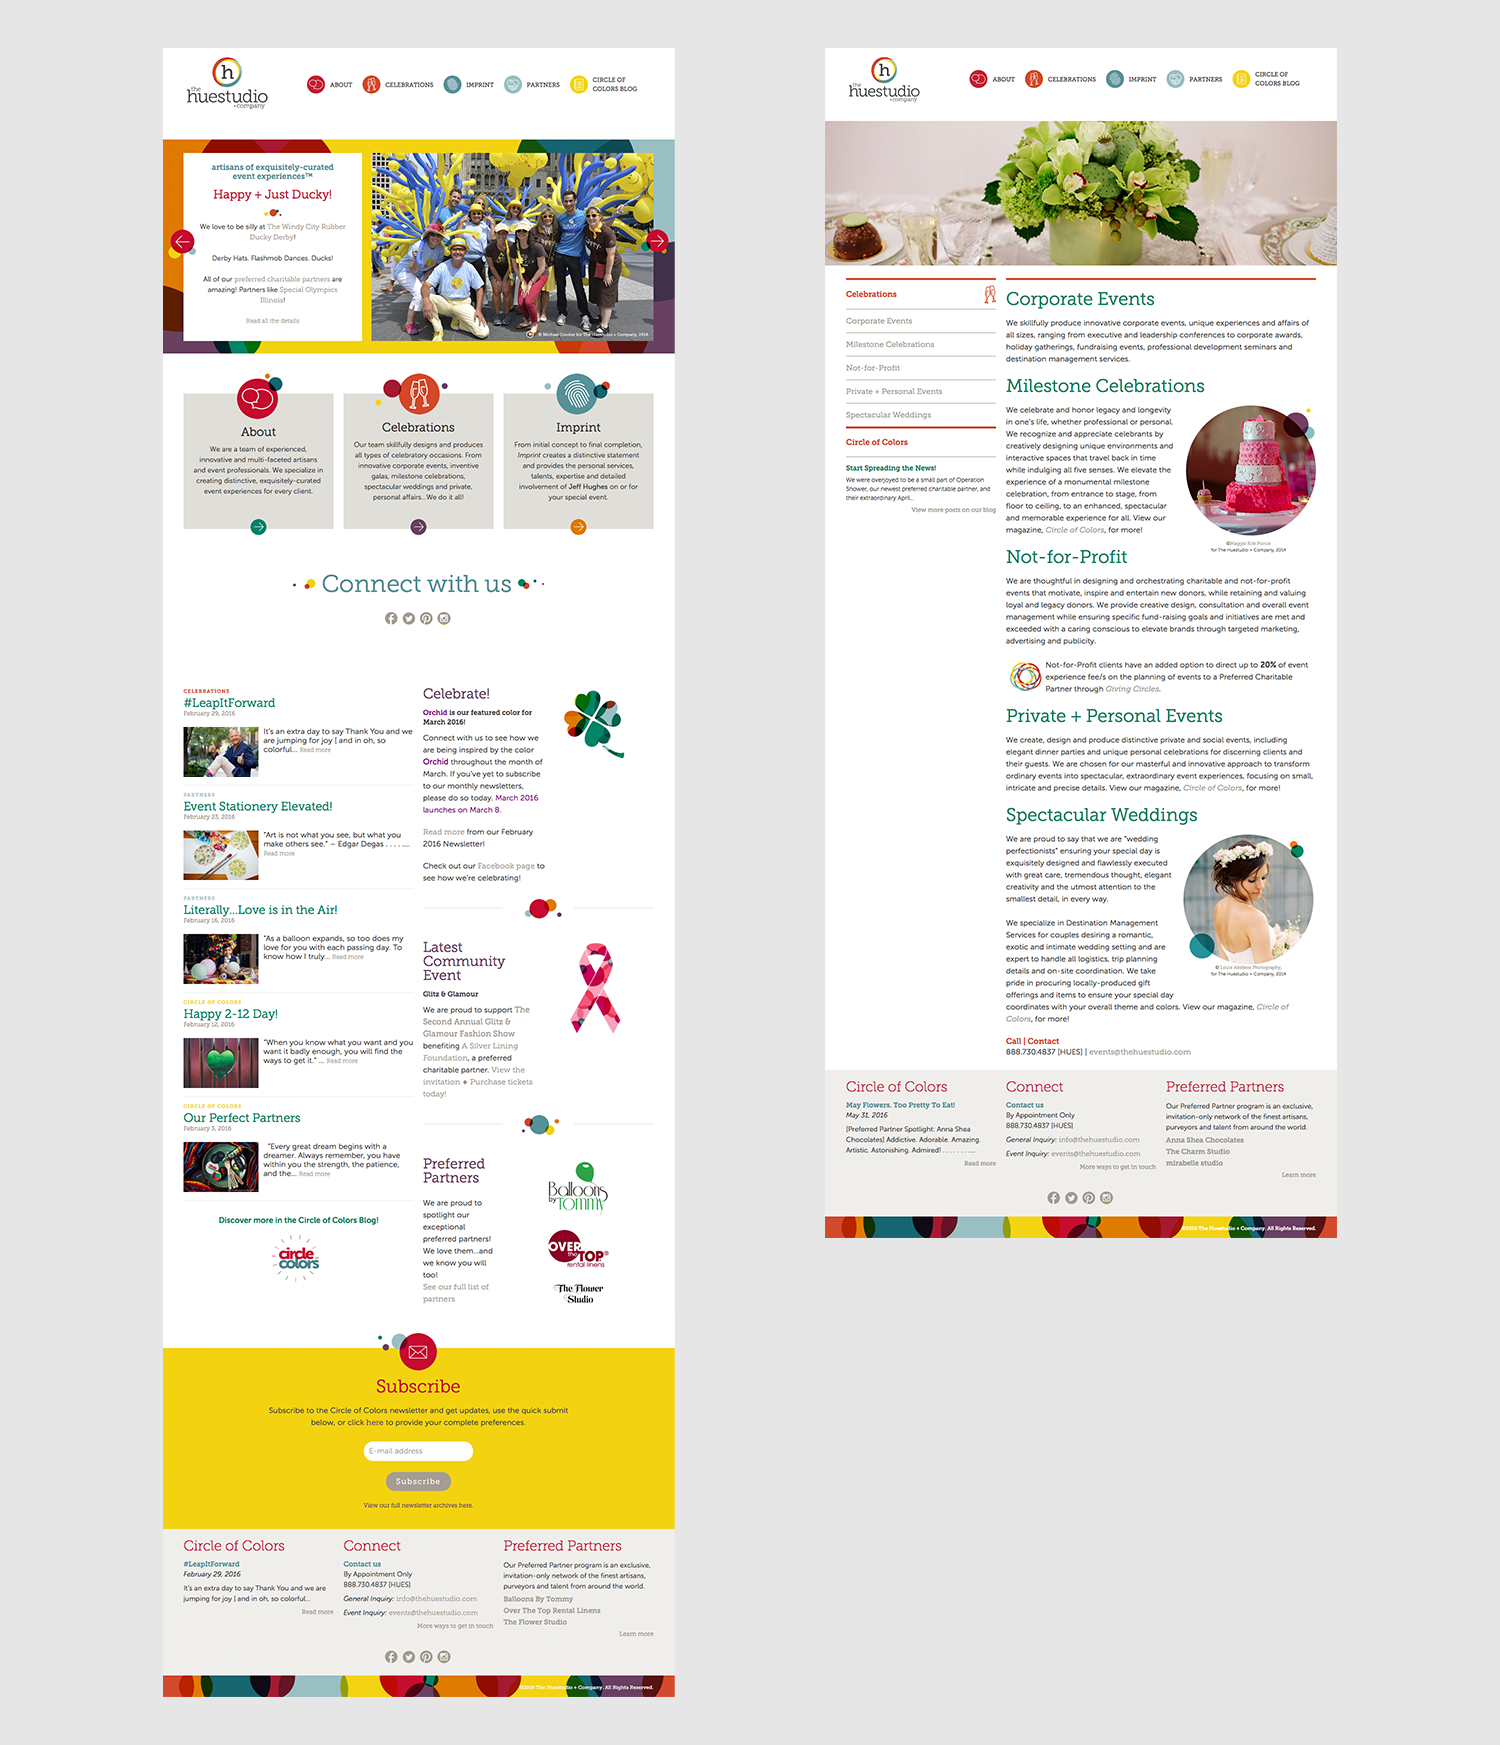 h
the
huestudio
+company
ABOUT
CELEBRATIONS
IMPRINT
PARTNERS
CIRCLE OF
COLORS BLOG
artisans of exquisitely-curated
event experiences™
Happy + Just Ducky!
We love to be silly at The Windy City Rubber
Ducky Derby!
Derby Hats. Flashmob Dances. Ducks!
All of our preferred charitable partners are
amazing! Partners like Special Olympics
Illinois!
Read all the details
© Michael Courier for The Huestudio + Company, 2014
About
We are a team of experienced,
innovative and multi-faceted artisans
and event professionals. We specialize in
creating distinctive, exquisitely-curated
event experiences for every client.
Celebrations
Our team skillfully designs and produces
all types of celebratory occasions. From
innovative corporate events, inventive
galas, milestone celebrations,
spectacular weddings and private,
personal affairs...We do it all!
Imprint
From initial concept to final completion,
Imprint creates a distinctive statement
and provides the personal services,
talents, expertise and detailed
involvement of Jeff Hughes on or for
your special event.
Connect with us
CELEBRATIONS
#LeapItForward
February 29, 2016
It's an extra day to say Thank You and we
are jumping for joy [ and in oh, so
colorful... Read more
PARTNERS
Event Stationery Elevated!
February 23, 2016
"Art is not what you see, but what you
make others see." – Edgar Degas . . . . ....
Read more
PARTNERS
Literally...Love is in the Air!
February 16, 2016
"As a balloon expands, so too does my
love for you with each passing day. To
know how I truly... Read more
CIRCLE OF COLORS
Happy 2-12 Day!
February 12, 2016
"When you know what you want and you
want it badly enough, you will find the
ways to get it." ... Read more
CIRCLE OF COLORS
Our Perfect Partners
February 3, 2016
"Every great dream begins with a
dreamer. Always remember, you have
within you the strength, the patience,
and the... Read more
Discover more in the Circle of Colors Blog!
circle
of
colors
Celebrate!
Orchid is our featured color for
March 2016!
Connect with us to see how we
are being inspired by the color
Orchid throughout the month of
March. If you've yet to subscribe
to our monthly newsletters,
please do so today. March 2016
launches on March 8.
Read more from our February
2016 Newsletter!
Check out our Facebook page to
see how we're celebrating!
Latest
Community
Event
Glitz & Glamour
We are proud to support The
Second Annual Glitz &
Glamour Fashion Show
benefiting A Silver Lining
Foundation, a preferred
charitable partner. View the
invitation + Purchase tickets
today!
Preferred
Partners
We are proud to
spotlight our
exceptional
preferred partners!
We love them...and
we know you will
too!
See our full list of
partners
Balloons
by TOMMY
OVER
the TOP®
rental linens
The Flower
Studio
Subscribe
Subscribe to the Circle of Colors newsletter and get updates, use the quick submit
below, or click here to provide your complete preferences.
E-mail address
Subscribe
View our full newsletter archives here.
Circle of Colors
#LeapItForward
February 29, 2016
It's an extra day to say Thank You and we are
jumping for joy [ and in oh, so colorful...
Read more
Connect
Contact us
By Appointment Only
888.730.4837 [HUES]
General Inquiry: info@thehuestudio.com
Event Inquiry: events@thehuestudio.com
More ways to get in touch
Preferred Partners
Our Preferred Partner program is an exclusive,
invitation-only network of the finest artisans,
purveyors and talent from around the world.
Balloons By Tommy
Over The Top Rental Linens
The Flower Studio
Learn more
©2016 The Huestudio + Company. All Rights Reserved.
h
the
huestudio
+company
ABOUT
CELEBRATIONS
IMPRINT
PARTNERS
CIRCLE OF
COLORS BLOG
Celebrations
Corporate Events
Milestone Celebrations
Not-for-Profit
Private + Personal Events
Spectacular Weddings
Circle of Colors
Start Spreading the News!
We were overjoyed to be a small part of Operation
Shower, our newest preferred charitable partner, and
their extraordinary April...
View more posts on our blog
Corporate Events
We skillfully produce innovative corporate events, unique experiences and affairs of
all sizes, ranging from executive and leadership conferences to corporate awards,
holiday gatherings, fundraising events, professional development seminars and
destination management services.
Milestone Celebrations
We celebrate and honor legacy and longevity
in one's life, whether professional or personal.
We recognize and appreciate celebrants by
creatively designing unique environments and
interactive spaces that travel back in time
while indulging all five senses. We elevate the
experience of a monumental milestone
celebration, from entrance to stage, from
floor to ceiling, to an enhanced, spectacular
and memorable experience for all. View our
magazine, Circle of Colors, for more!
for The Huestudio + Company, 2014
Not-for-Profit
We are thoughtful in designing and orchestrating charitable and not-for-profit
events that motivate, inspire and entertain new donors, while retaining and valuing
loyal and legacy donors. We provide creative design, consultation and overall event
management while ensuring specific fund-raising goals and initiatives are met and
exceeded with a caring conscious to elevate brands through targeted marketing,
advertising and publicity.
Not-for-Profit clients have an added option to direct up to 20% of event
experience fee/s on the planning of events to a Preferred Charitable
Partner through Giving Circles.
Private + Personal Events
We create, design and produce distinctive private and social events, including
elegant dinner parties and unique personal celebrations for discerning clients and
their guests. We are chosen for our masterful and innovative approach to transform
ordinary events into spectacular, extraordinary event experiences, focusing on small,
intricate and precise details. View our magazine, Circle of Colors, for more!
Spectacular Weddings
We are proud to say that we are "wedding
perfectionists" ensuring your special day is
exquisitely designed and flawlessly executed
with great care, tremendous thought, elegant
creativity and the utmost attention to the
smallest detail, in every way.
We specialize in Destination Management
Services for couples desiring a romantic,
exotic and intimate wedding setting and are
expert to handle all logistics, trip planning
details and on-site coordination. We take
pride in procuring locally-produced gift
offerings and items to ensure your special day
coordinates with your overall theme and colors. View our magazine, Circle of
Colors, for more!
Photography,
for The Huestudio + Company, 2014
Call | Contact
888.730.4837 [HUES] | events@thehuestudio.com
Circle of Colors
May Flowers. Too Pretty To Eat!
May 31, 2016
[Preferred Partner Spotlight: Anna Shea
Chocolates] Addictive. Adorable. Amazing.
Artistic. Astonishing. Admired! . . . . . . ....
Read more
Connect
Contact us
By Appointment Only
888.730.4837 [HUES]
General Inquiry: info@thehuestudio.com
Event Inquiry: events@thehuestudio.com
More ways to get in touch
Preferred Partners
Our Preferred Partner program is an exclusive,
invitation-only network of the finest artisans,
purveyors and talent from around the world.
Anna Shea Chocolates
The Charm Studio
mirabelle studio
Learn more
©2016 The Huestudio + Company. All Rights Reserved.